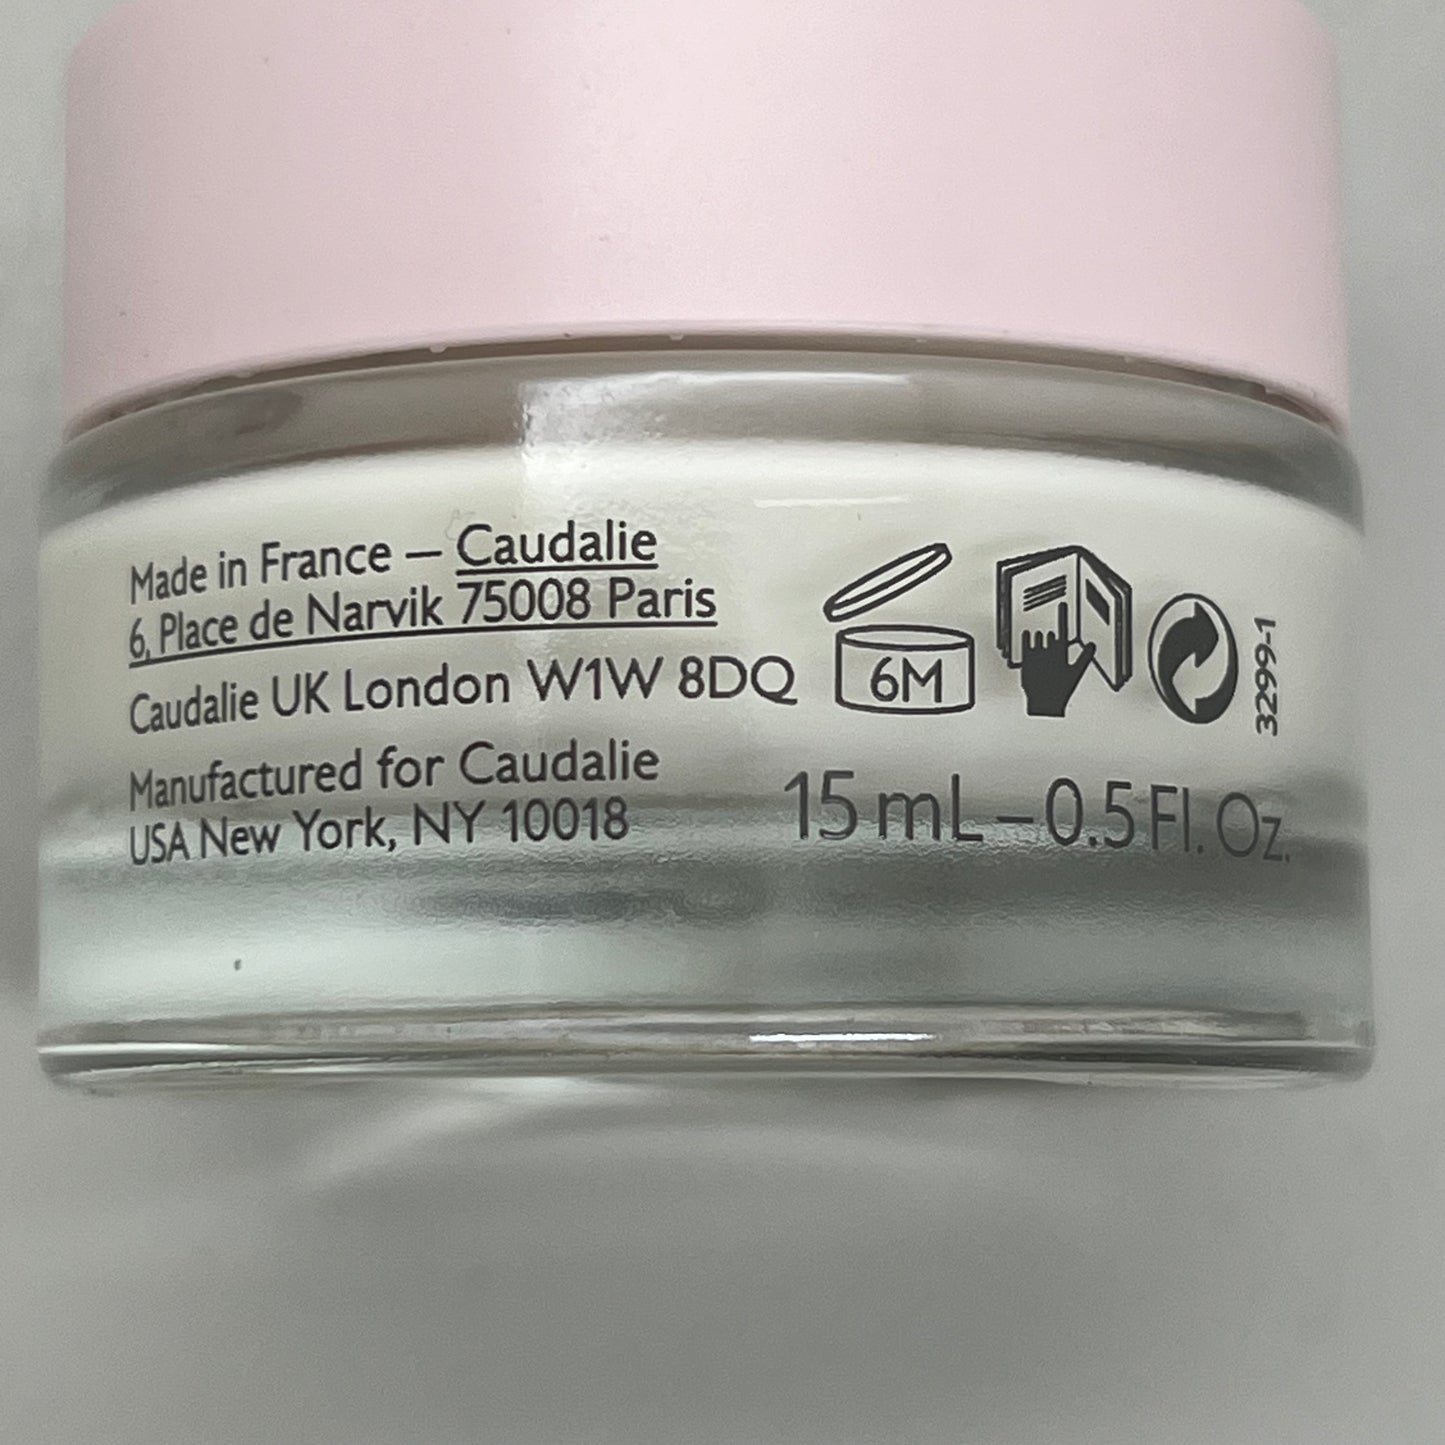 Made in France – Caudalie
6, Place de Narvik 75008 Paris
Caudalie UK London W1W 8DQ
Manufactured for Caudalie
USA New York, NY 10018
6M
3299-1
15 mL – 0.5 Fl. Oz.